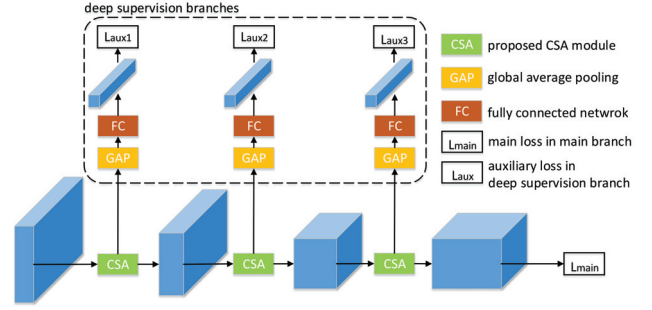 deep supervision branches
Laux1
Laux2
Laux3
FC
FC
FC
GAP
GAP
GAP
CSA
CSA
CSA
Lmain
CSA proposed CSA module
GAP global average pooling
FC fully connected netwrok
Lmain main loss in main branch
Laux auxiliary loss in
deep supervision branch